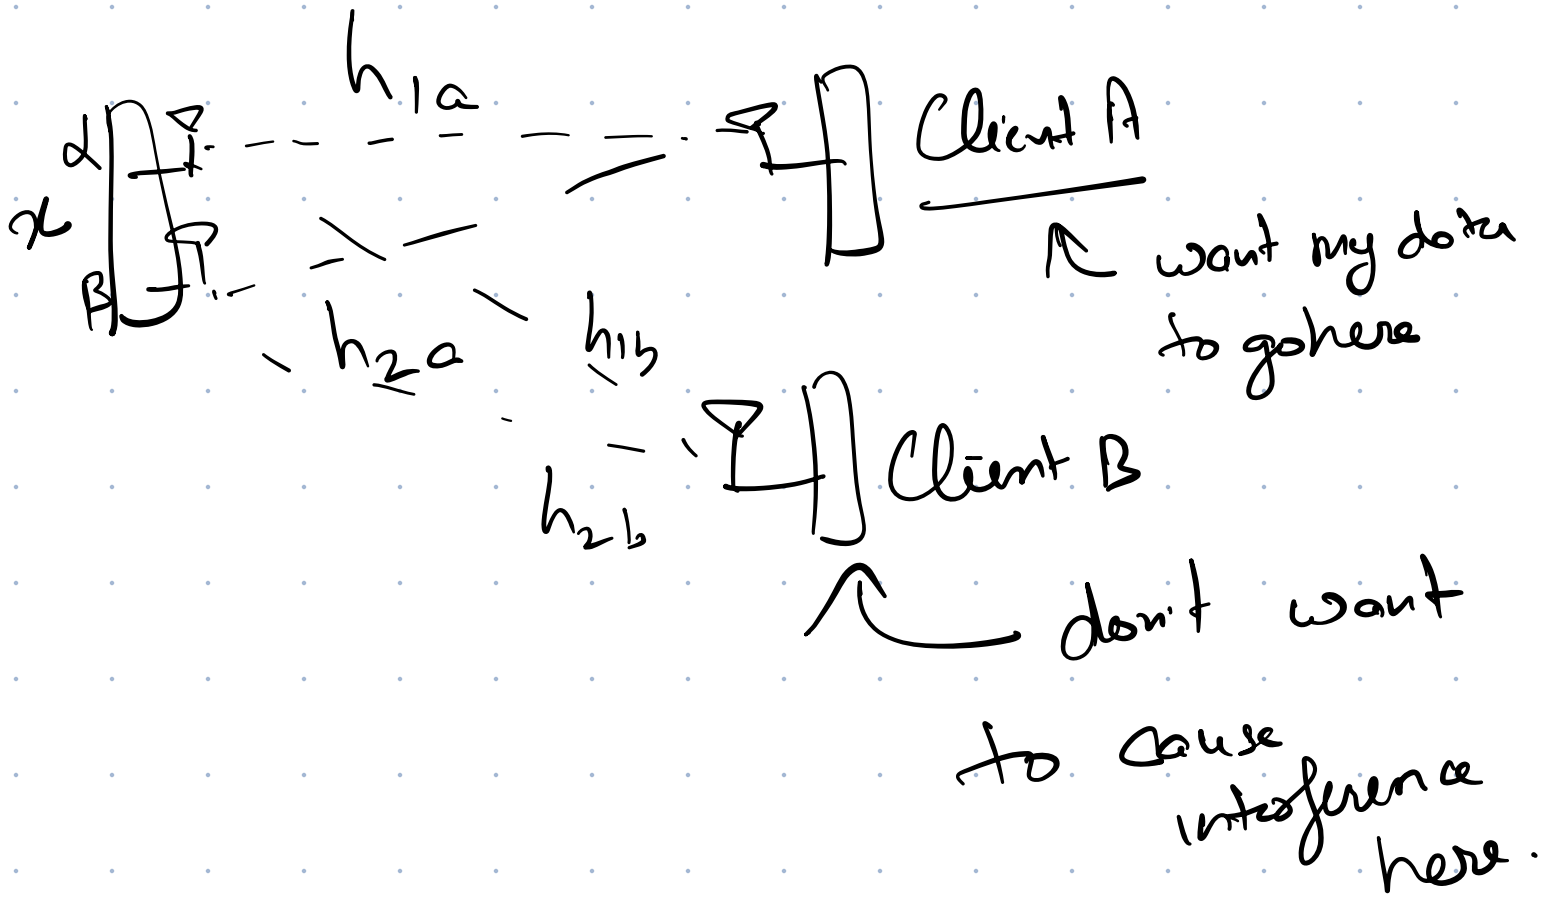 h1a
α
Client A
x
want my data
to go here
β
h2a
h1b
Client B
h2b
don't want
to cause
interference
here.